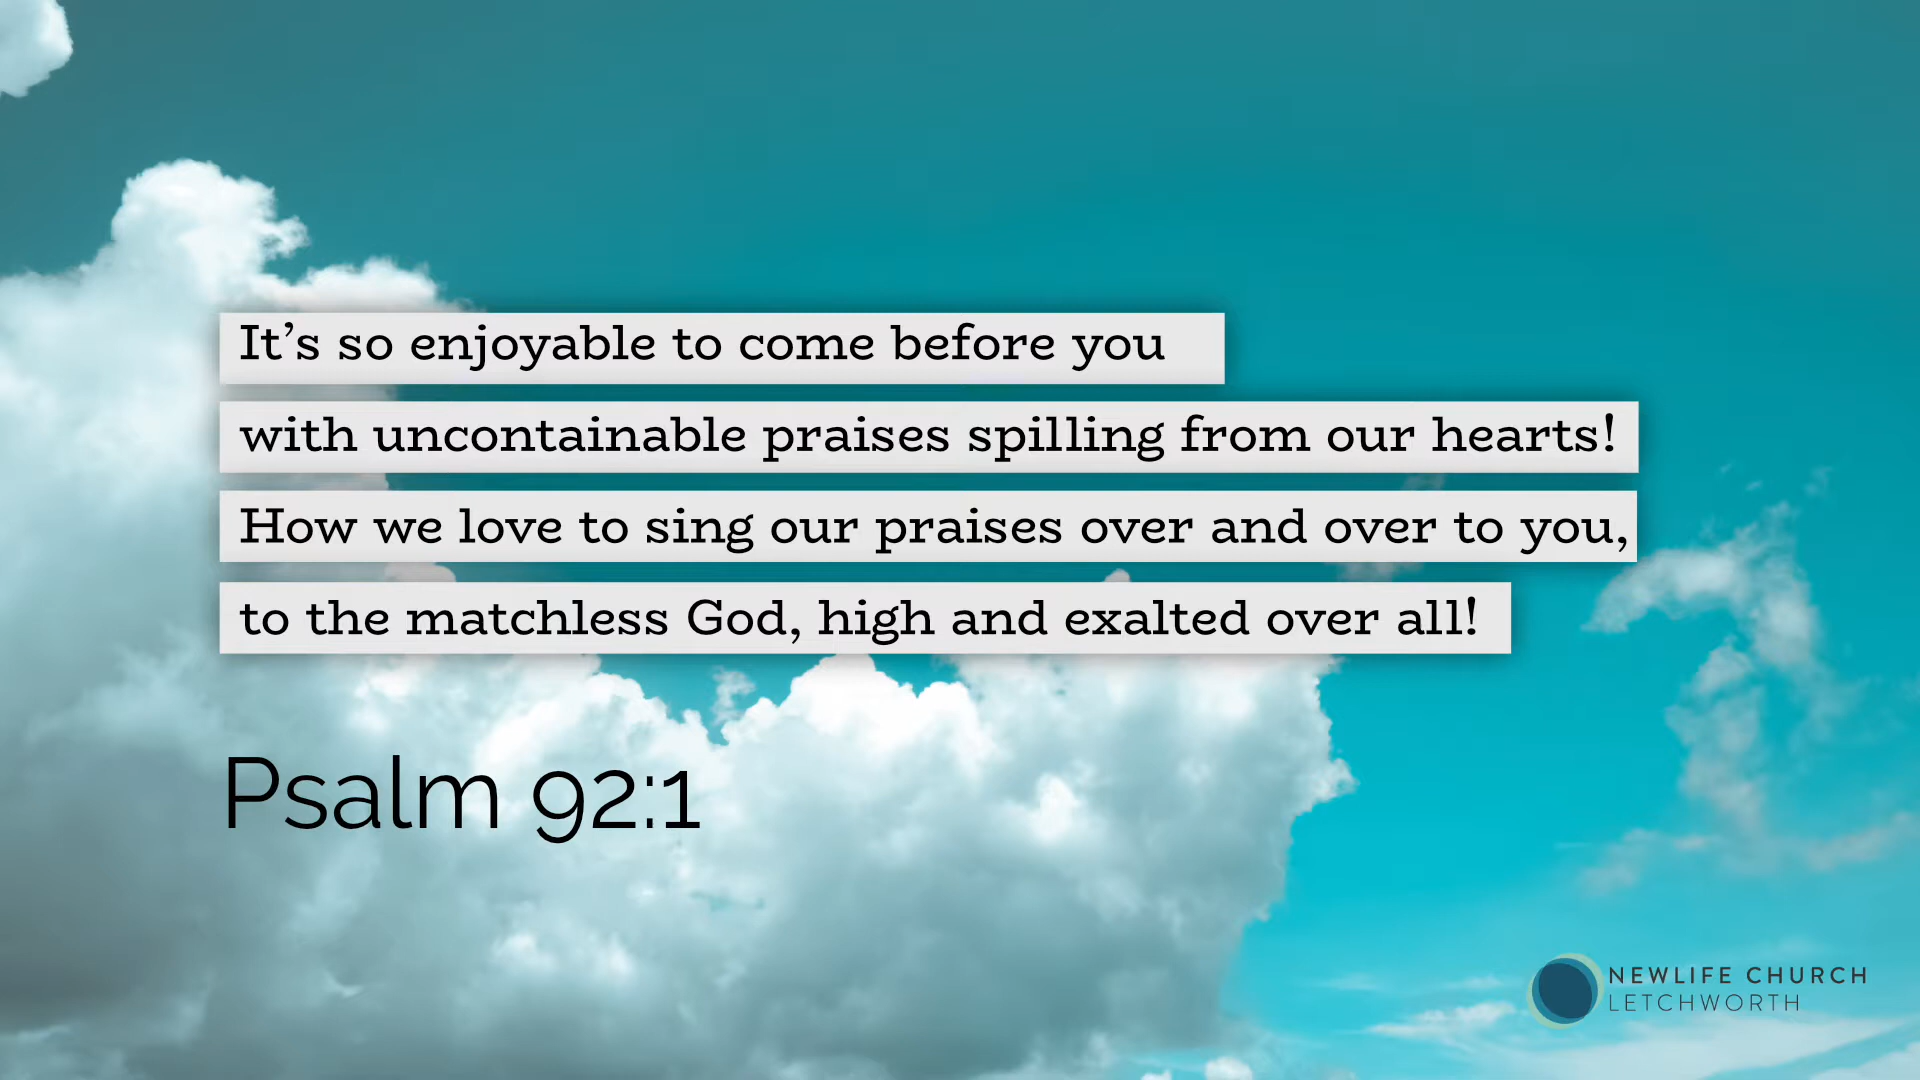 It’s so enjoyable to come before you
with uncontainable praises spilling from our hearts!
How we love to sing our praises over and over to you,
to the matchless God, high and exalted over all!
Psalm 92:1
NEWLIFE CHURCH
LETCHWORTH